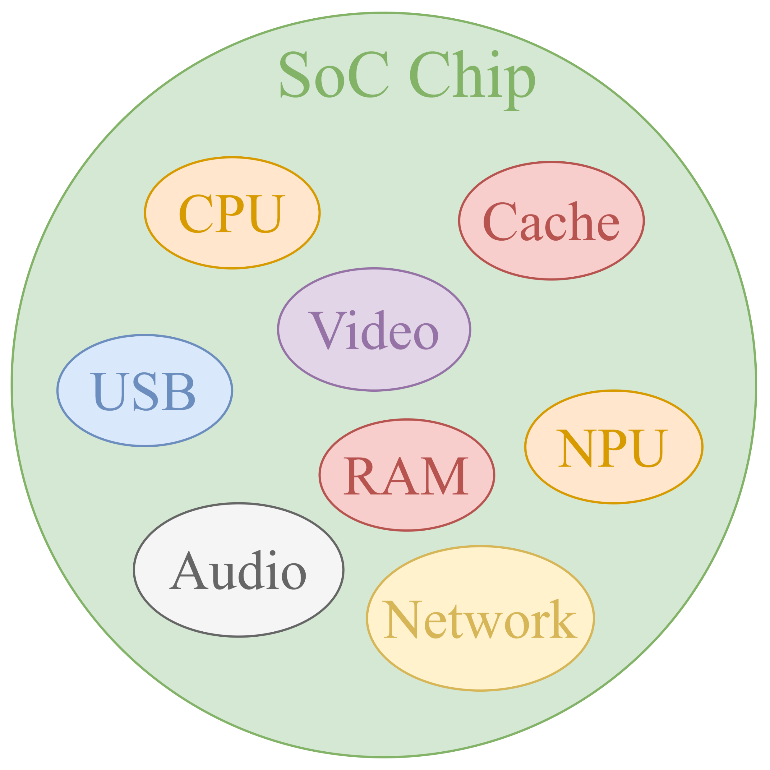 SoC Chip
CPU
Cache
Video
USB
NPU
RAM
Audio
Network